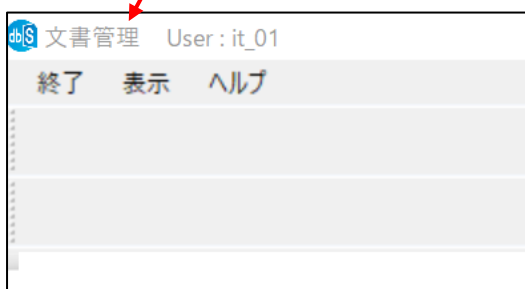 dbS 文書管理 User : it_01
終了 表示 ヘルプ